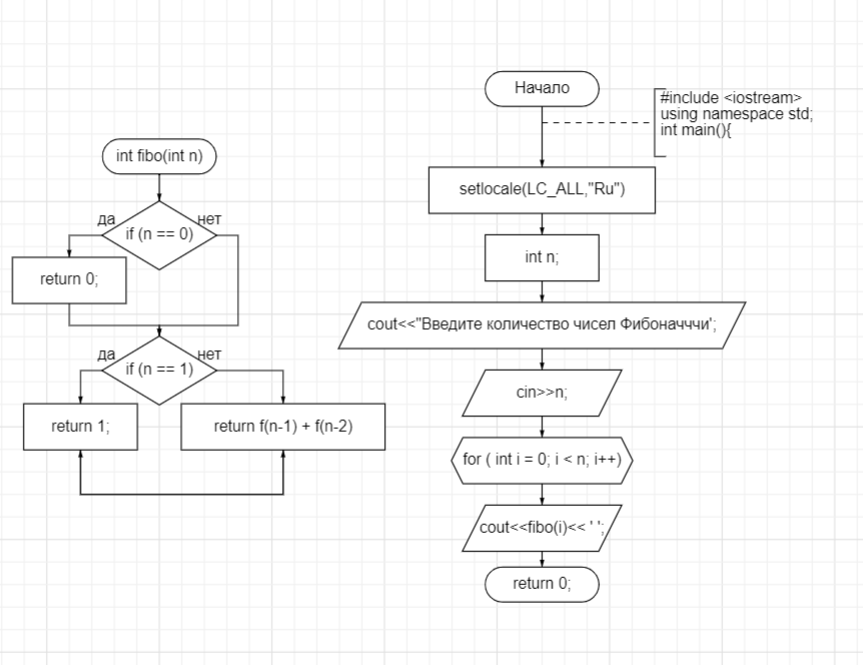 int fibo(int n)
да
нет
if (n == 0)
return 0;
да
нет
if (n == 1)
return 1;
return f(n-1) + f(n-2)
Начало
#include <iostream>
using namespace std;
int main(){
setlocale(LC_ALL,"Ru")
int n;
cout<<"Введите количество чисел Фибоначччи';
cin>>n;
for ( int i = 0; i < n; i++)
cout<<fibo(i)<< ' ';
return 0;